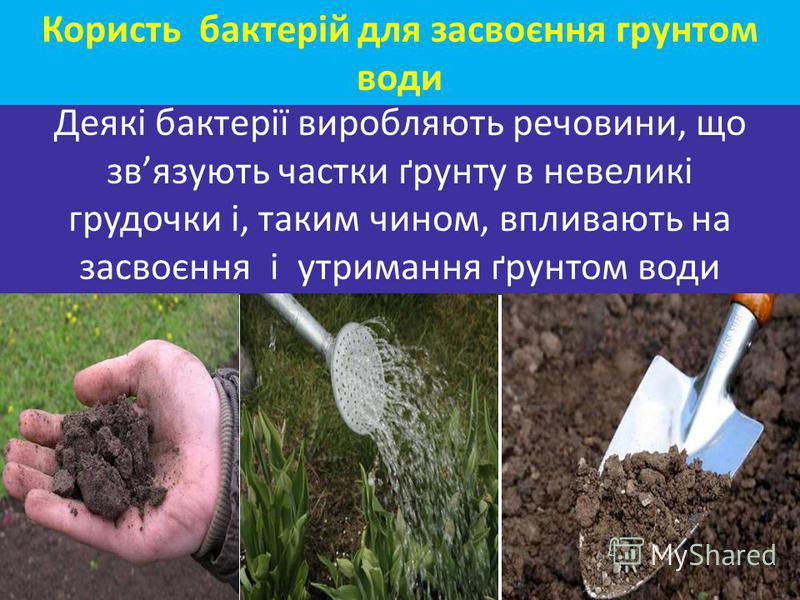 Користь  бактерій для засвоєння грунтом
води
Деякі бактерії виробляють речовини, що
зв’язують частки ґрунту в невеликі
грудочки і, таким чином, впливають на
засвоєння  і  утримання ґрунтом води
MyShared